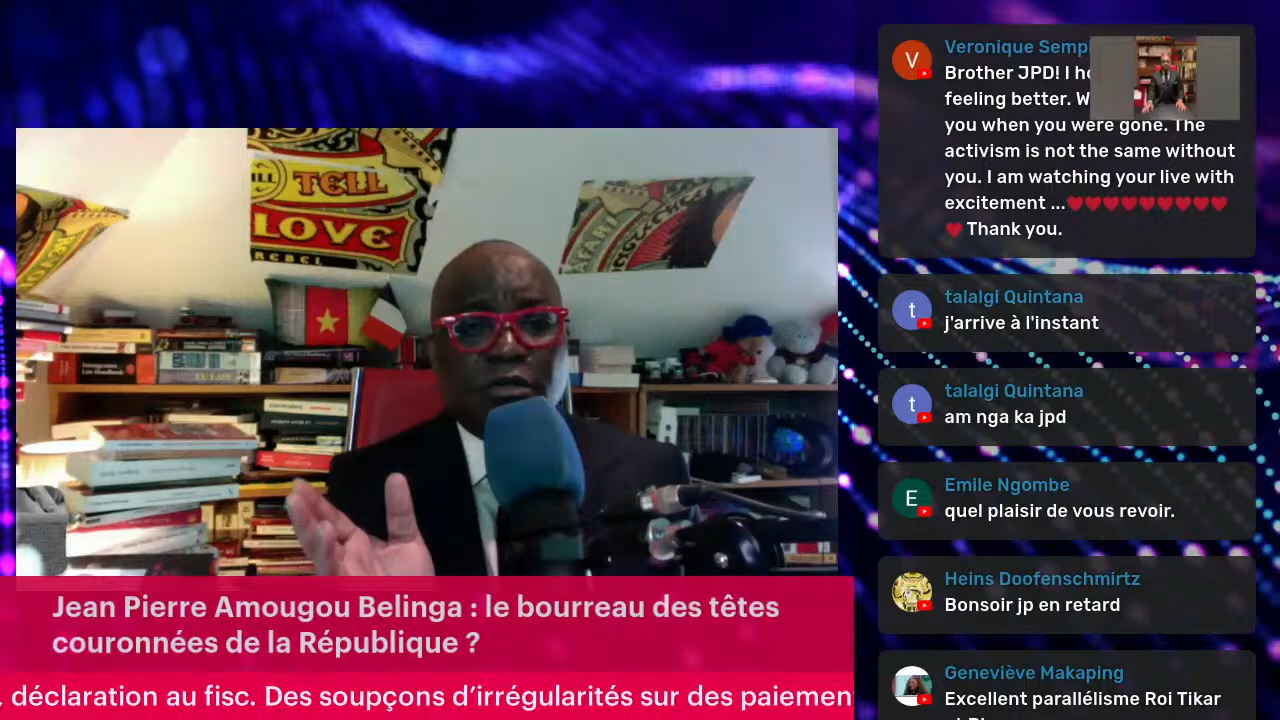 TELL
LOVE
REBEL
EU LAW
Jean Pierre Amougou Belinga : le bourreau des têtes
couronnées de la République ?
déclaration au fisc. Des soupçons d’irrégularités sur des paiemen
Veronique Semp
Brother JPD! I ho
feeling better. W
you when you were gone. The
activism is not the same without
you. I am watching your live with
excitement ...❤❤❤❤❤❤❤❤❤
❤ Thank you.
talalgi Quintana
j'arrive à l'instant
talalgi Quintana
am nga ka jpd
Emile Ngombe
quel plaisir de vous revoir.
Heins Doofenschmirtz
Bonsoir jp en retard
Geneviève Makaping
Excellent parallélisme Roi Tikar